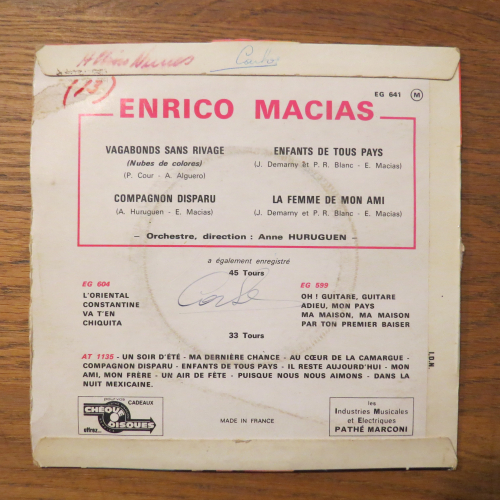 (13)
EG 641 M
ENRICO MACIAS
VAGABONDS SANS RIVAGE
(Nubes de colores)
(P. Cour - A. Alguero)
ENFANTS DE TOUS PAYS
(J. Demarny et P. R. Blanc - E. Macias)
COMPAGNON DISPARU
(A. Huruguen - E. Macias)
LA FEMME DE MON AMI
(J. Demarny et P. R. Blanc - E. Macias)
– Orchestre, direction : Anne HURUGUEN –
a également enregistré
45 Tours
EG 604
L'ORIENTAL
CONSTANTINE
VA T'EN
CHIQUITA
EG 599
OH ! GUITARE, GUITARE
ADIEU, MON PAYS
MA MAISON, MA MAISON
PAR TON PREMIER BAISER
33 Tours
AT 1135 - UN SOIR D'ÉTÉ - MA DERNIÈRE CHANCE - AU CŒUR DE LA CAMARGUE -
COMPAGNON DISPARU - ENFANTS DE TOUS PAYS - IL RESTE AUJOURD'HUI - MON
AMI, MON FRÈRE - UN AIR DE FÊTE - PUISQUE NOUS NOUS AIMONS - DANS LA
NUIT MEXICAINE.
CADEAUX
CHÈQUE
DISQUES
offrez...
MADE IN FRANCE
les
Industries Musicales
et Electriques
PATHÉ MARCONI